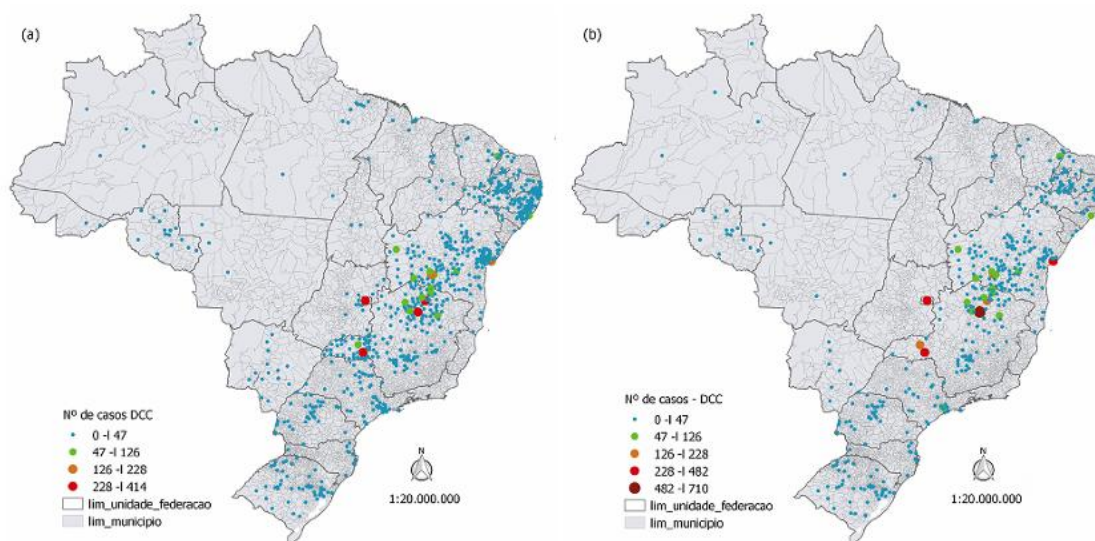 (a)
Nº de casos DCC
0 -l 47
47 -l 126
126 -l 228
228 -l 414
lim_unidade_federacao
lim_municipio
N
1:20.000.000
(b)
Nº de casos - DCC
0 -l 47
47 -l 126
126 -l 228
228 -l 482
482 -l 710
lim_unidade_federacao
lim_municipio
N
1:20.000.000